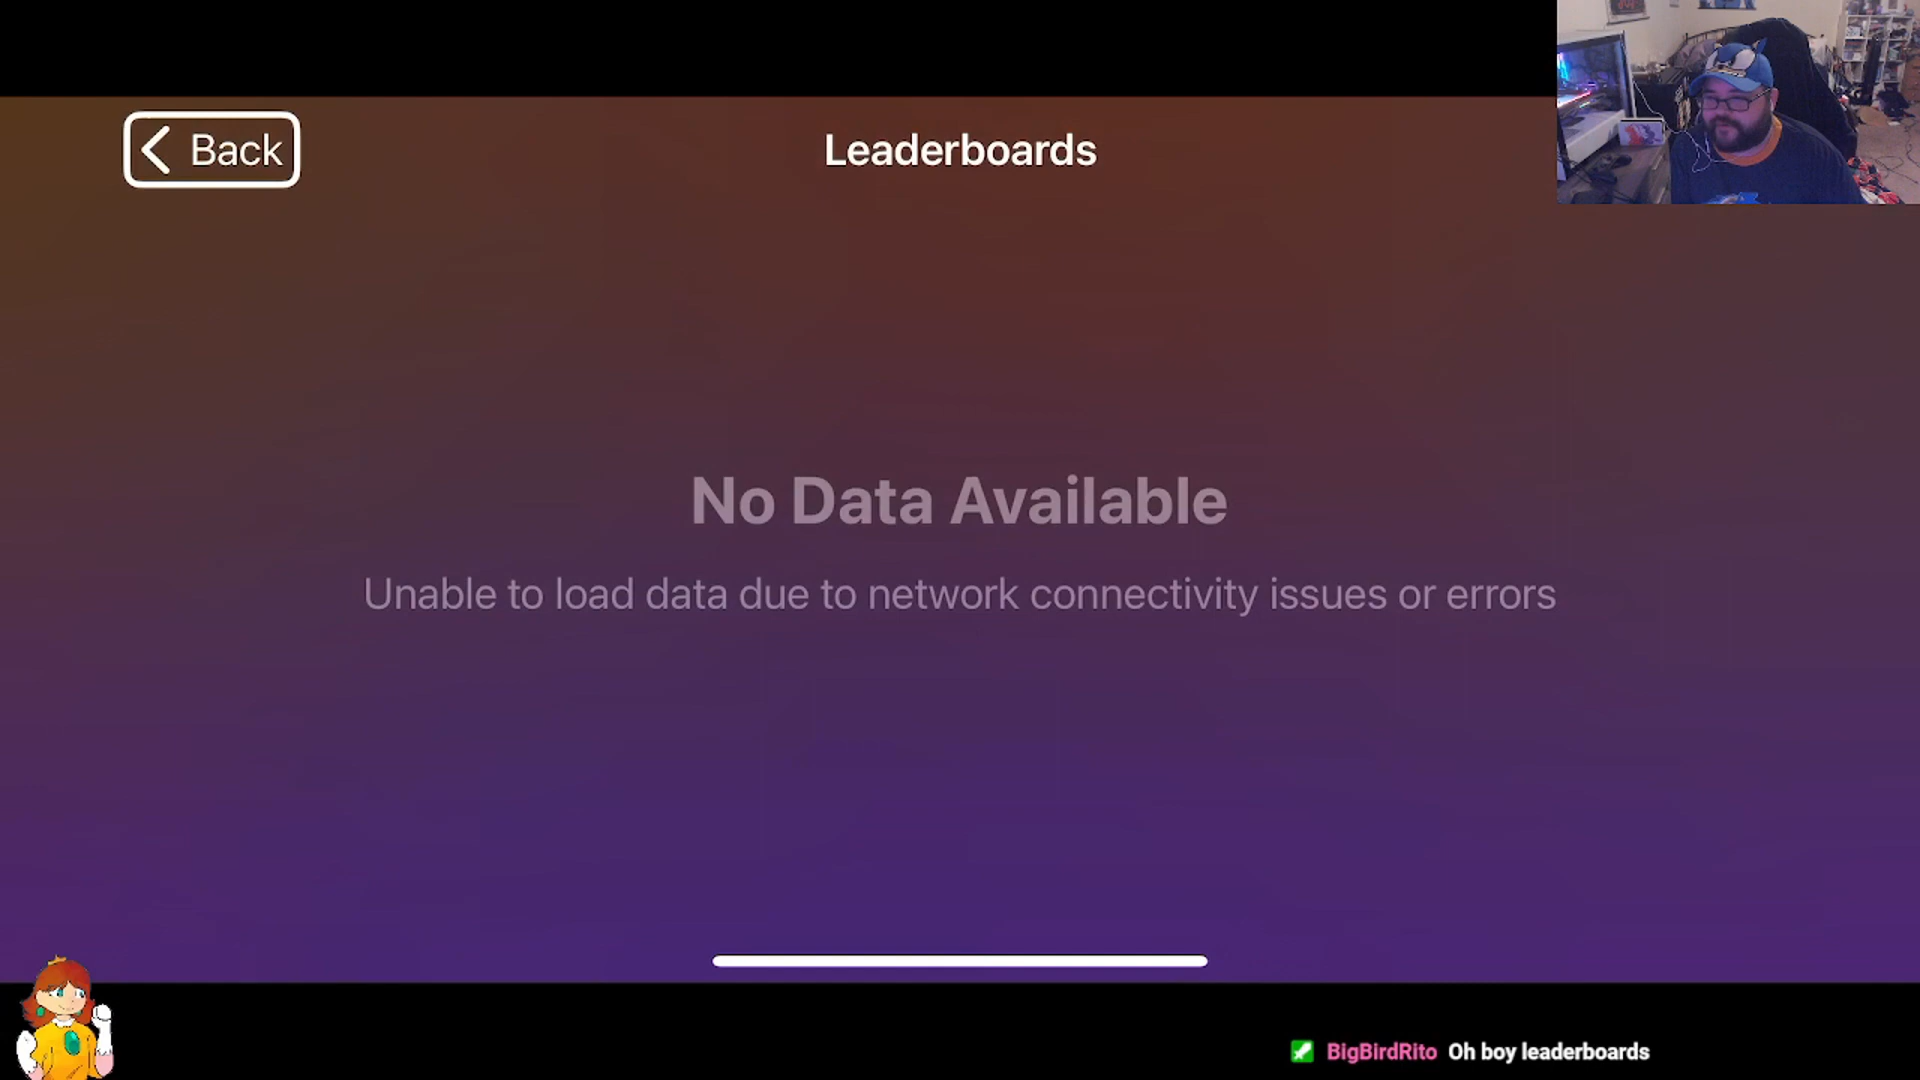 Back
Leaderboards
No Data Available
Unable to load data due to network connectivity issues or errors
BigBirdRito Oh boy leaderboards